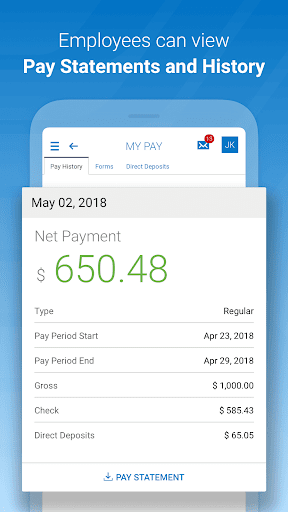 Employees can view
Pay Statements and History
MY PAY
13
JK
Pay History Forms Direct Deposits
May 02, 2018
Net Payment
$ 650.48
Type Regular
Pay Period Start Apr 23, 2018
Pay Period End Apr 29, 2018
Gross $ 1,000.00
Check $ 585.43
Direct Deposits $ 65.05
PAY STATEMENT